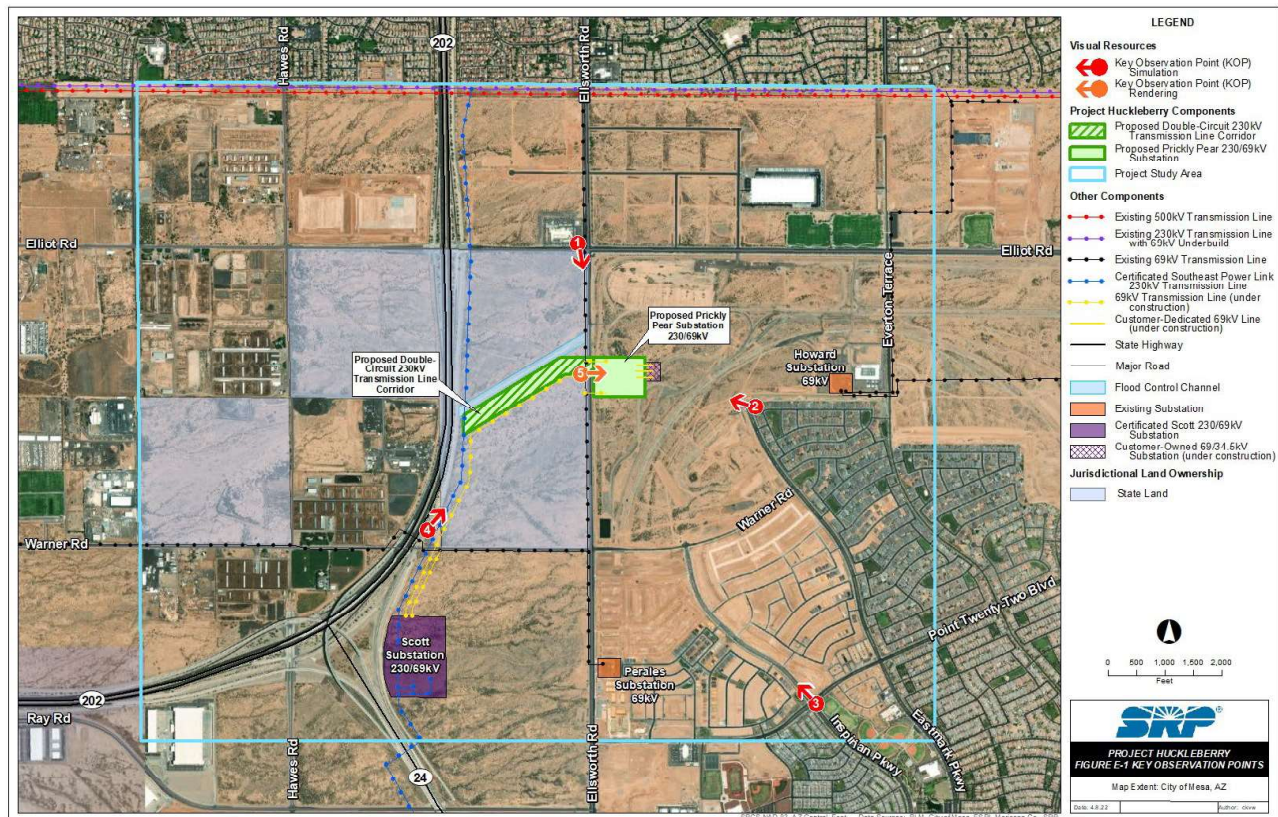 202
Hawes Rd
Ellsworth Rd
Elliot Rd
Elliot Rd
1
Everton Terrace
Proposed Prickly
Pear Substation
230/69kV
Proposed Double-
Circuit 230kV
Transmission Line
Corridor
5
Howard
Substation
69kV
2
Warner Rd
4
Warner Rd
Point Twenty-Two Blvd
Scott
Substation
230/69kV
Perales
Substation
69kV
3
202
Ray Rd
Hawes Rd
24
Ellsworth Rd
Inspirian Pkwy
Eastmark Pkwy
LEGEND
Visual Resources
Key Observation Point (KOP)
Simulation
Key Observation Point (KOP)
Rendering
Project Huckleberry Components
Proposed Double-Circuit 230kV
Transmission Line Corridor
Proposed Prickly Pear 230/69kV
Substation
Project Study Area
Other Components
Existing 500kV Transmission Line
Existing 230kV Transmission Line
with 69kV Underbuild
Existing 69kV Transmission Line
Certificated Southeast Power Link
230kV Transmission Line
69kV Transmission Line (under
construction)
Customer-Dedicated 69kV Line
(under construction)
State Highway
Major Road
Flood Control Channel
Existing Substation
Certificated Scott 230/69kV
Substation
Customer-Owned 69/34.5kV
Substation (under construction)
Jurisdictional Land Ownership
State Land
0 500 1,000 1,500 2,000
Feet
SRP®
PROJECT HUCKLEBERRY
FIGURE E-1 KEY OBSERVATION POINTS
Map Extent: City of Mesa, AZ
Date: 4.8.22
Author: